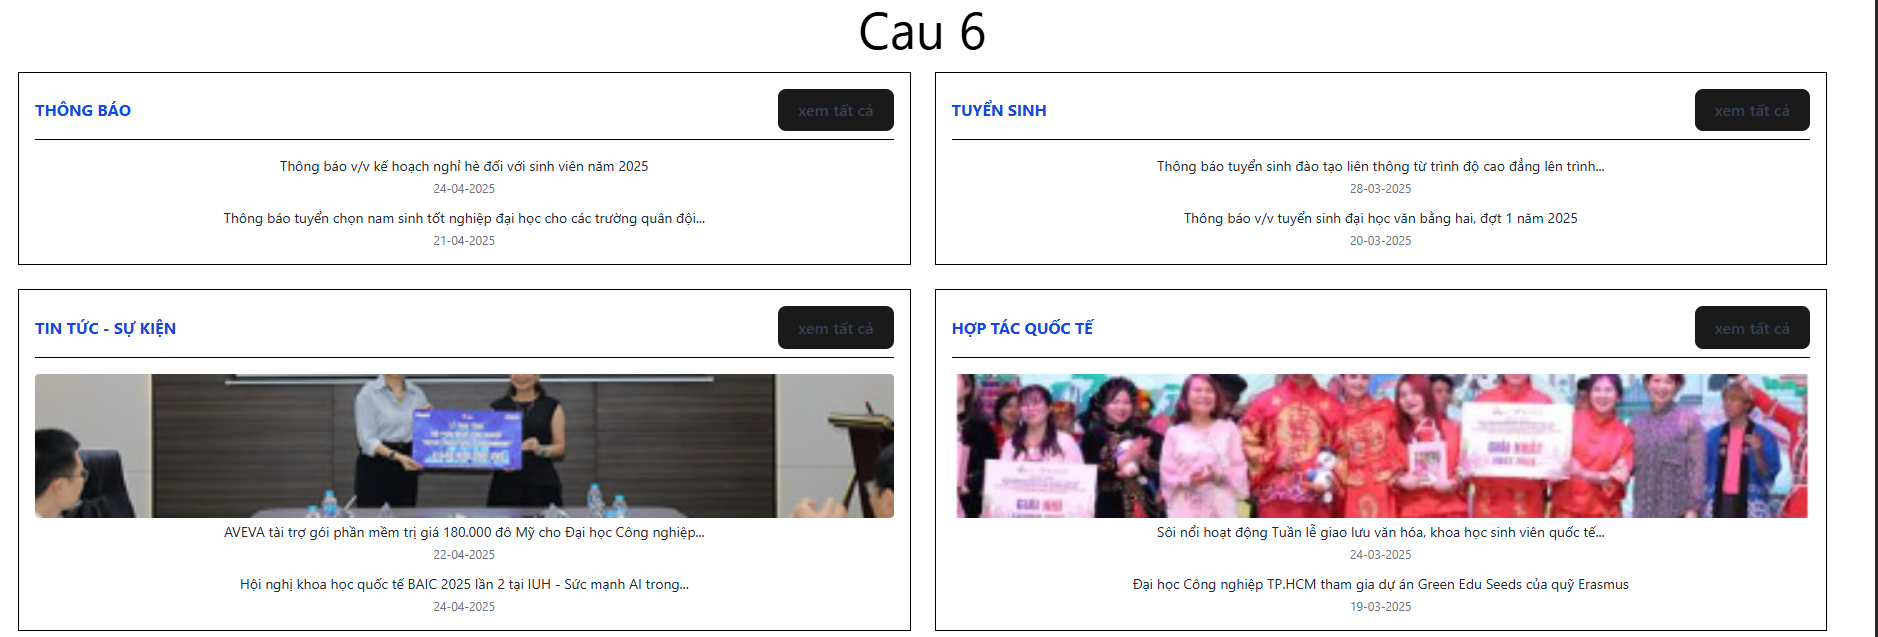 Cau 6
THÔNG BÁO
xem tất cả
Thông báo v/v kế hoạch nghỉ hè đối với sinh viên năm 2025
24-04-2025
Thông báo tuyển chọn nam sinh tốt nghiệp đại học cho các trường quân đội...
21-04-2025
TUYỂN SINH
xem tất cả
Thông báo tuyển sinh đào tạo liên thông từ trình độ cao đẳng lên trình...
28-03-2025
Thông báo v/v tuyển sinh đại học văn bằng hai, đợt 1 năm 2025
20-03-2025
TIN TỨC - SỰ KIỆN
xem tất cả
AVEVA tài trợ gói phần mềm trị giá 180.000 đô Mỹ cho Đại học Công nghiệp...
22-04-2025
Hội nghị khoa học quốc tế BAIC 2025 lần 2 tại IUH - Sức mạnh AI trong...
24-04-2025
HỢP TÁC QUỐC TẾ
xem tất cả
GIẢI NHẤT
GIẢI NHÌ
Sôi nổi hoạt động Tuần lễ giao lưu văn hóa, khoa học sinh viên quốc tế...
24-03-2025
Đại học Công nghiệp TP.HCM tham gia dự án Green Edu Seeds của quỹ Erasmus
19-03-2025